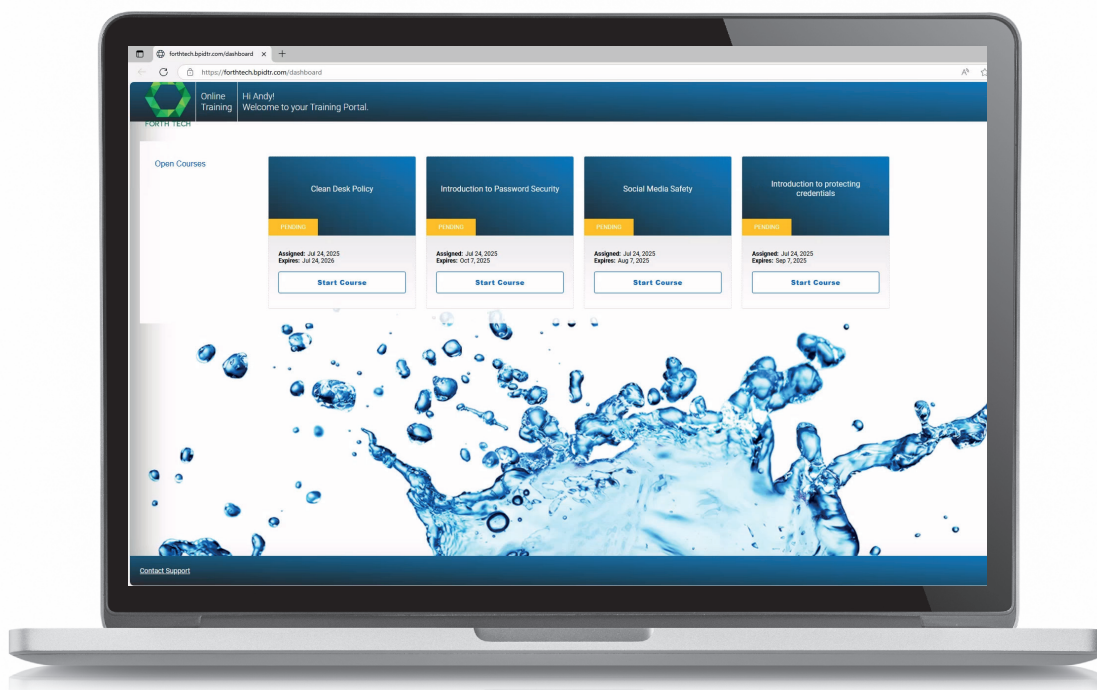 forthtech.bpidtr.com/dashboard
https://forthtech.bpidtr.com/dashboard
FORTH TECH
Online
Training
Hi Andy!
Welcome to your Training Portal.
Open Courses
Clean Desk Policy
PENDING
Assigned: Jul 24, 2025
Expires: Jul 24, 2026
Start Course
Introduction to Password Security
PENDING
Assigned: Jul 24, 2025
Expires: Oct 7, 2025
Start Course
Social Media Safety
PENDING
Assigned: Jul 24, 2025
Expires: Aug 7, 2025
Start Course
Introduction to protecting
credentials
PENDING
Assigned: Jul 24, 2025
Expires: Sep 7, 2025
Start Course
Contact Support